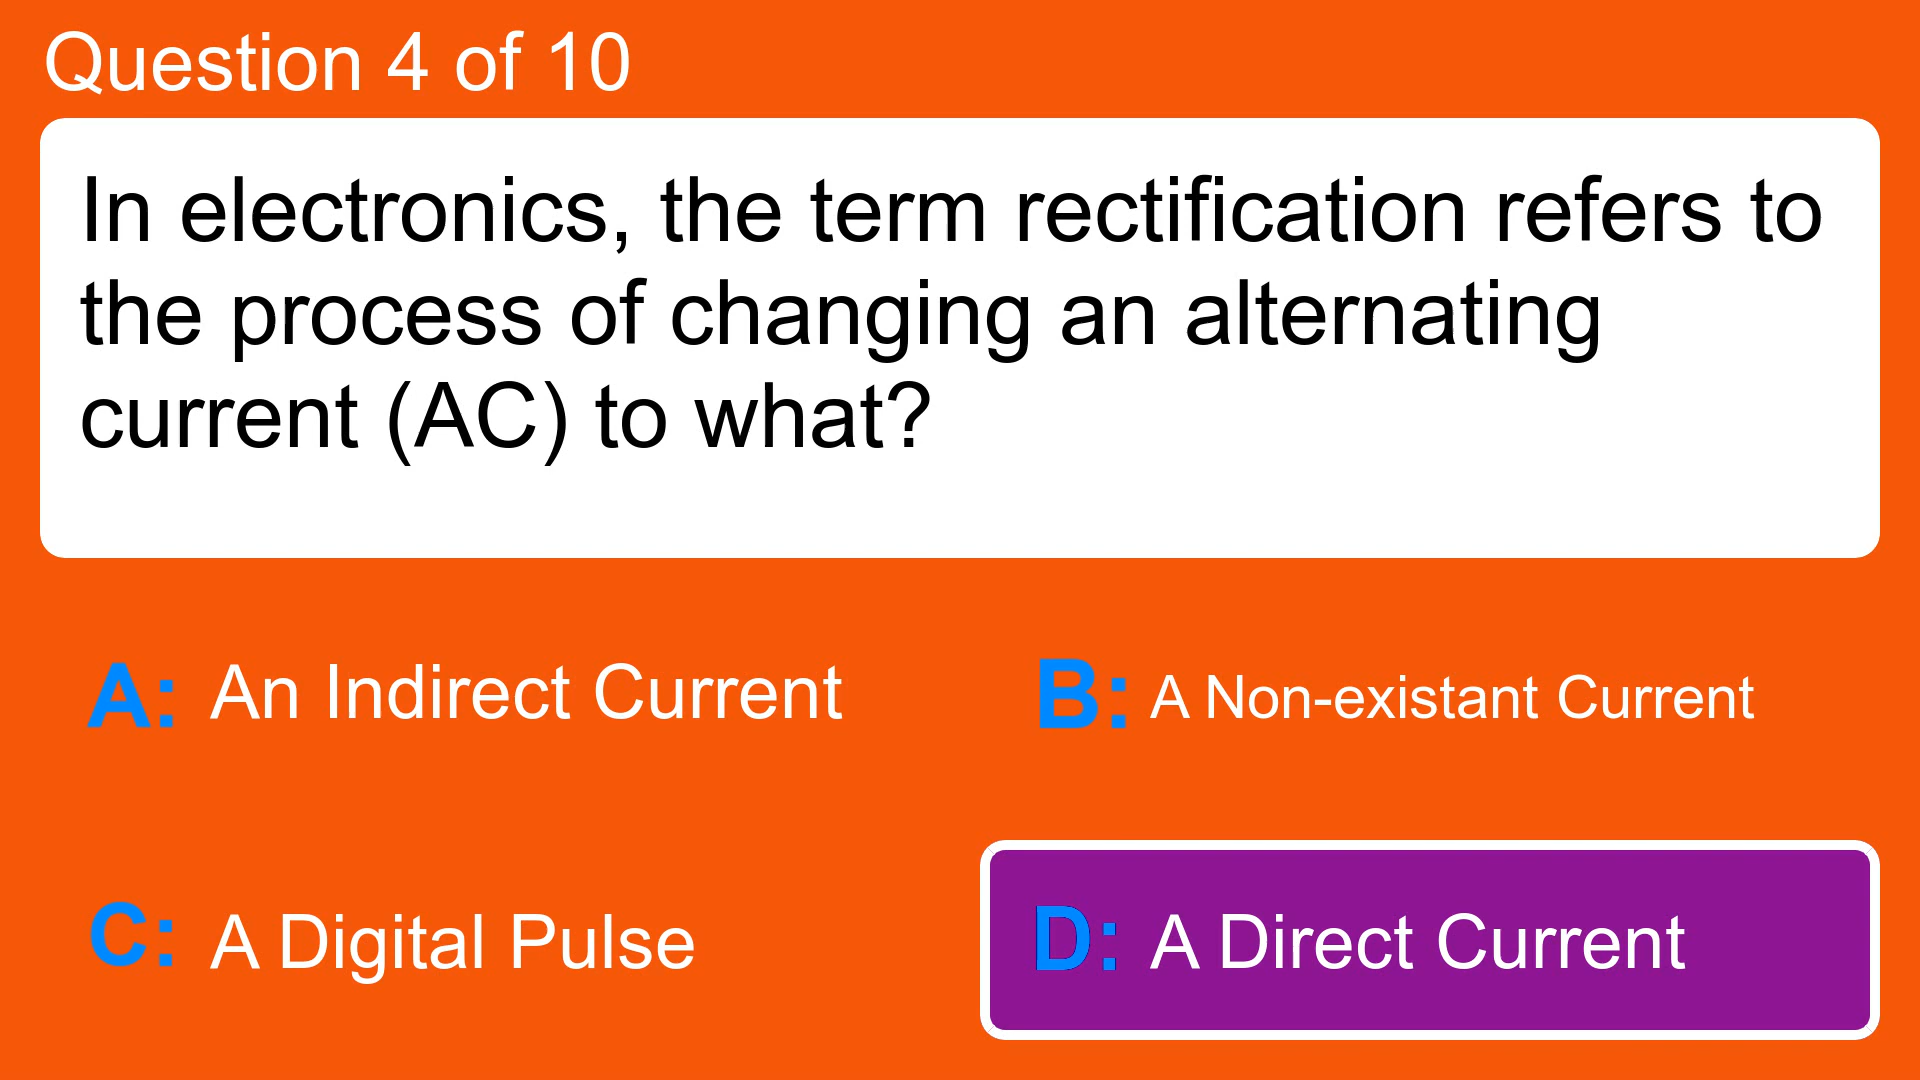 Question 4 of 10
In electronics, the term rectification refers to
the process of changing an alternating
current (AC) to what?
A: An Indirect Current
B: A Non-existant Current
C: A Digital Pulse
D: A Direct Current